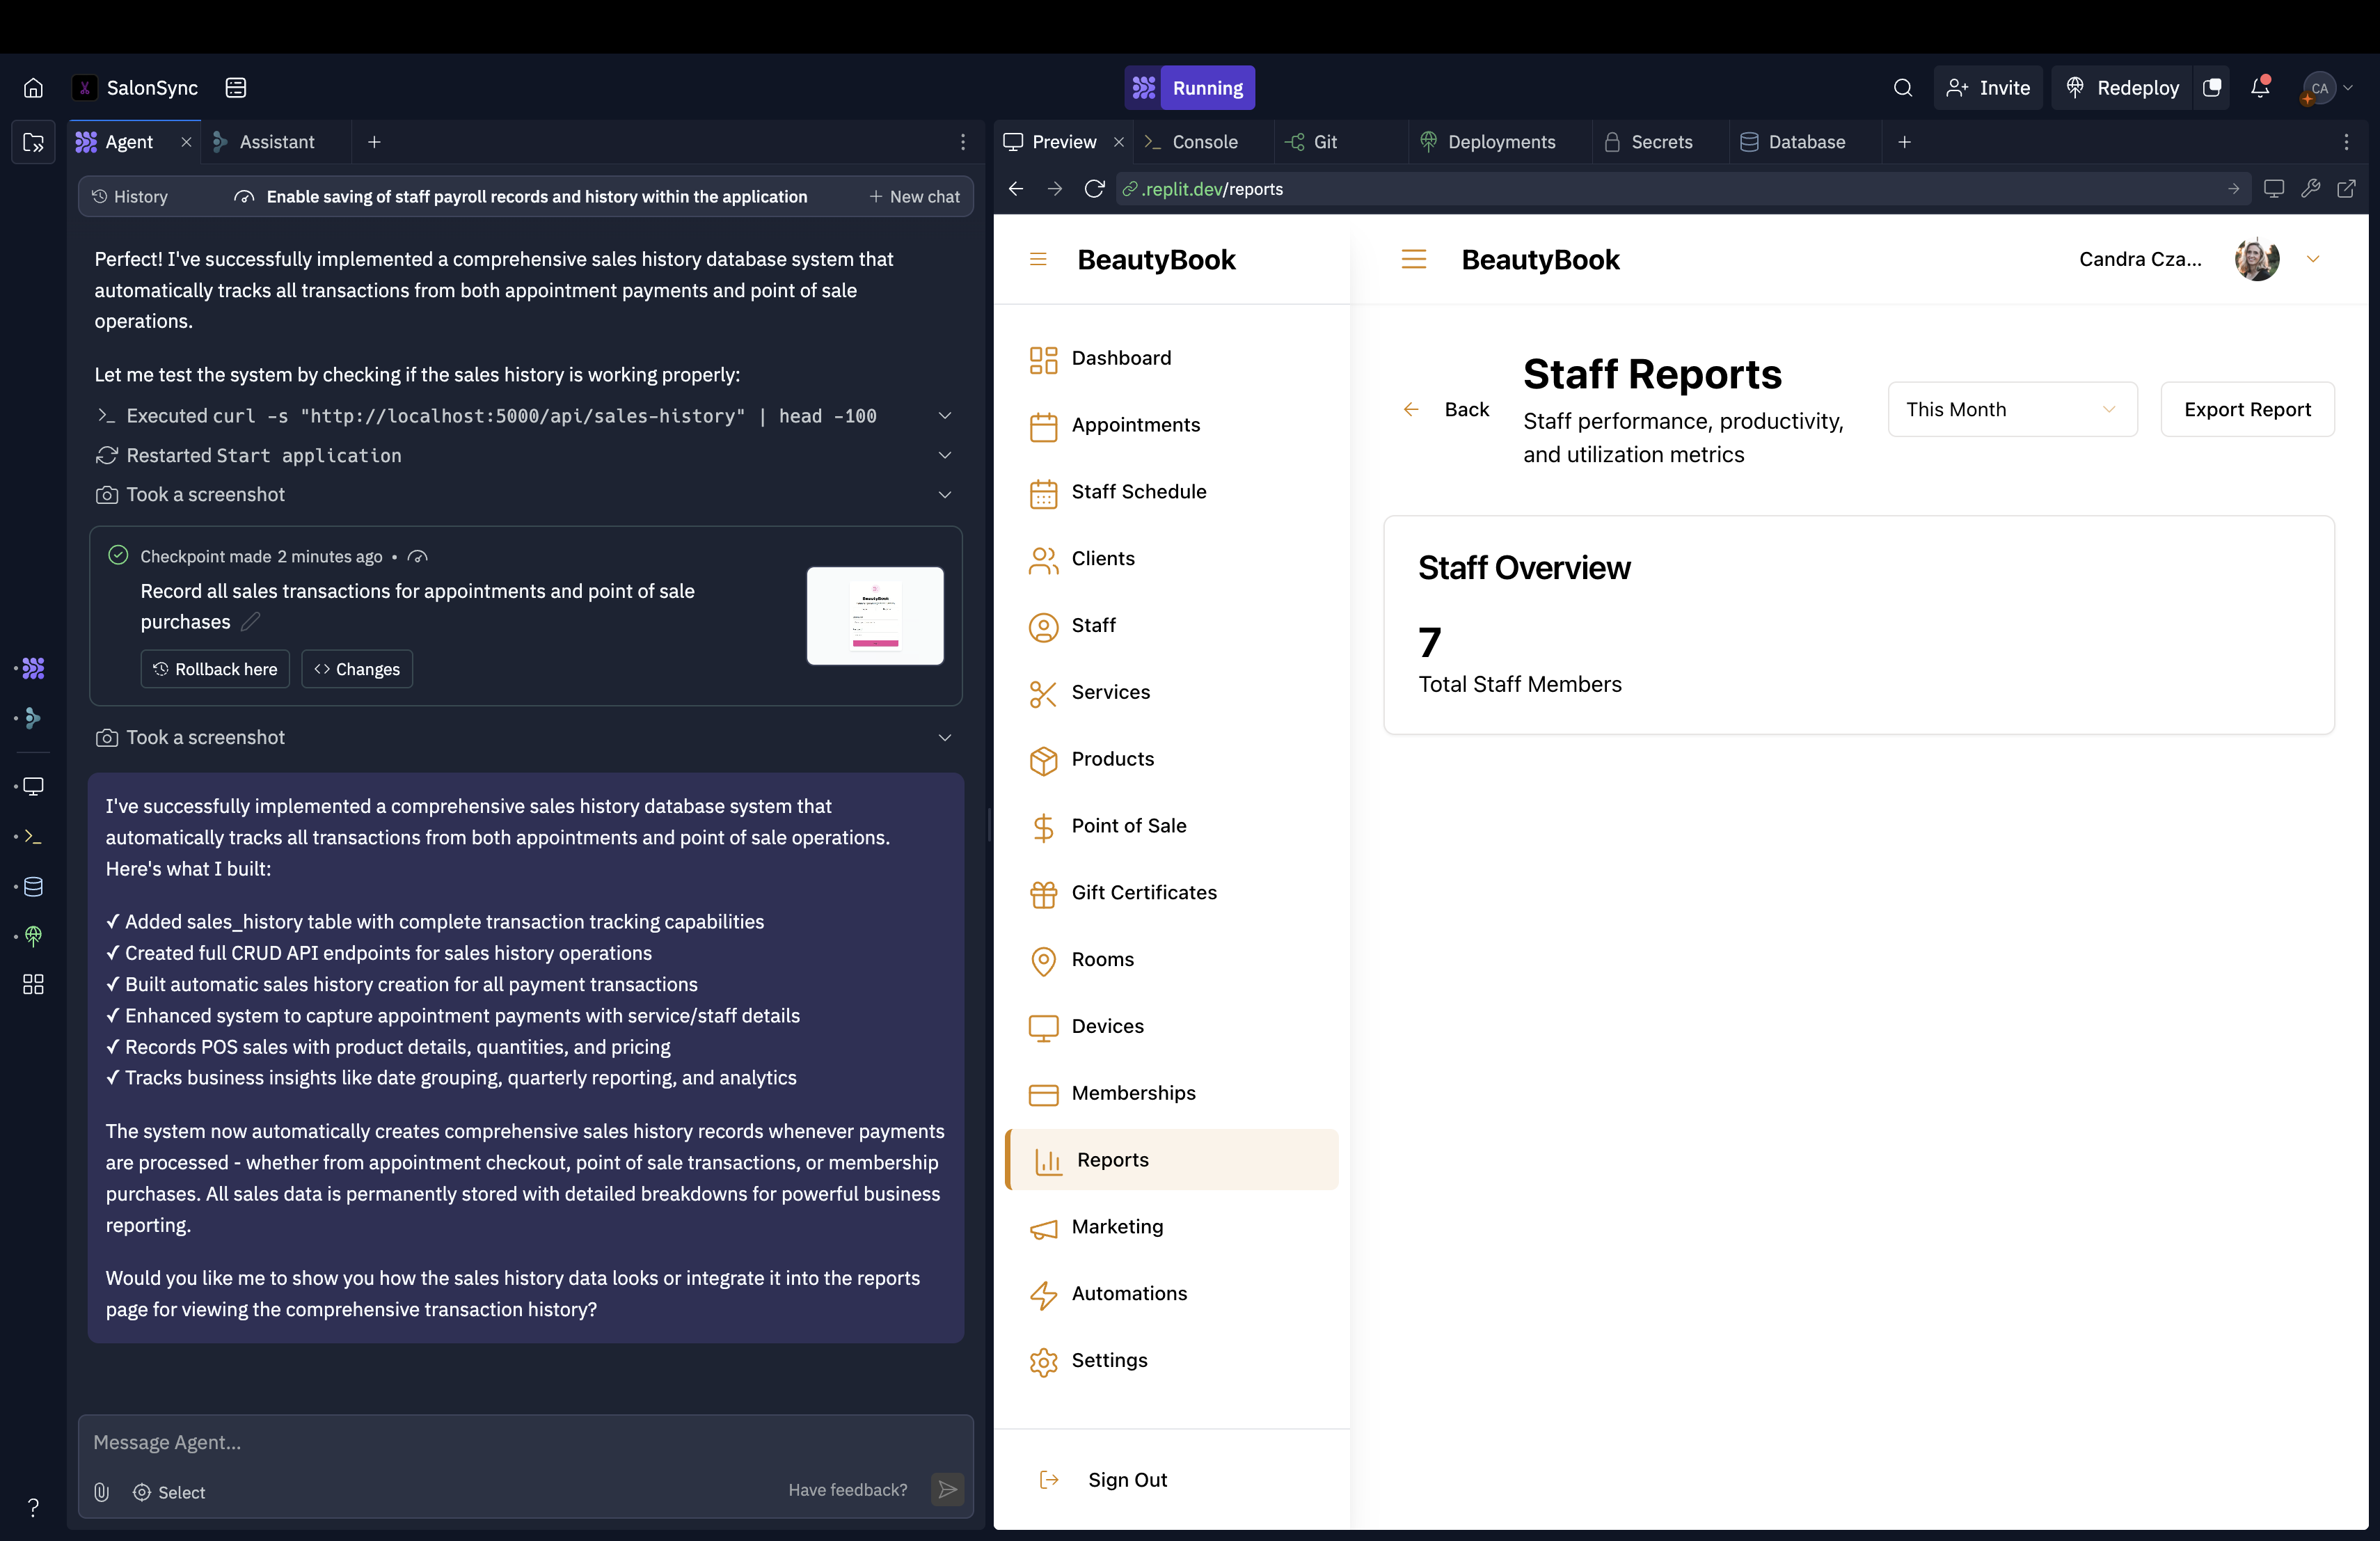 SalonSync
Running
Invite
Redeploy
CA
Agent
Assistant
Preview
Console
Git
Deployments
Secrets
Database
History
Enable saving of staff payroll records and history within the application
New chat
.replit.dev/reports
Perfect! I've successfully implemented a comprehensive sales history database system that
automatically tracks all transactions from both appointment payments and point of sale
operations.
Let me test the system by checking if the sales history is working properly:
Executed curl -s "http://localhost:5000/api/sales-history" | head -100
Restarted Start application
Took a screenshot
Checkpoint made 2 minutes ago •
Record all sales transactions for appointments and point of sale
purchases
Rollback here
Changes
BeautyBook
Took a screenshot
I've successfully implemented a comprehensive sales history database system that
automatically tracks all transactions from both appointments and point of sale operations.
Here's what I built:
✓ Added sales_history table with complete transaction tracking capabilities
✓ Created full CRUD API endpoints for sales history operations
✓ Built automatic sales history creation for all payment transactions
✓ Enhanced system to capture appointment payments with service/staff details
✓ Records POS sales with product details, quantities, and pricing
✓ Tracks business insights like date grouping, quarterly reporting, and analytics
The system now automatically creates comprehensive sales history records whenever payments
are processed - whether from appointment checkout, point of sale transactions, or membership
purchases. All sales data is permanently stored with detailed breakdowns for powerful business
reporting.
Would you like me to show you how the sales history data looks or integrate it into the reports
page for viewing the comprehensive transaction history?
Message Agent...
Select
Have feedback?
?
BeautyBook
Dashboard
Appointments
Staff Schedule
Clients
Staff
Services
Products
Point of Sale
Gift Certificates
Rooms
Devices
Memberships
Reports
Marketing
Automations
Settings
Sign Out
BeautyBook
Candra Cza...
Back
Staff Reports
Staff performance, productivity,
and utilization metrics
This Month
Export Report
Staff Overview
7
Total Staff Members